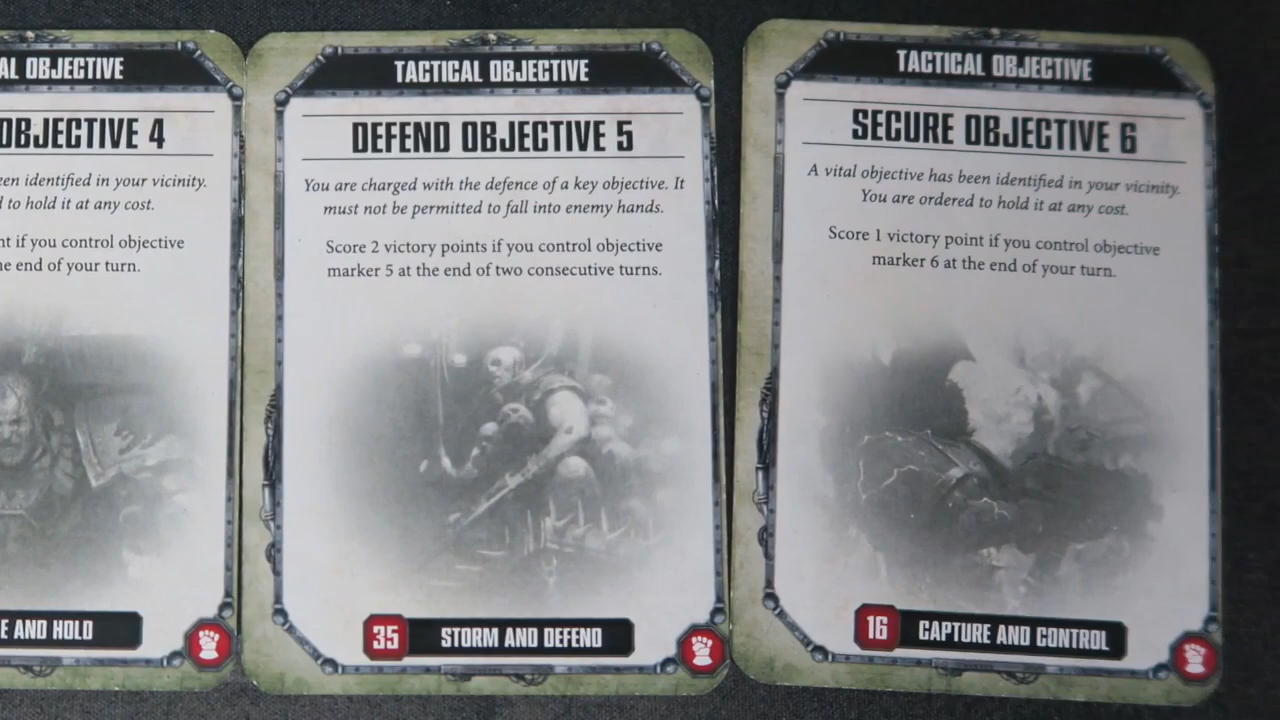 AL OBJECTIVE
OBJECTIVE 4
een identified in your vicinity.
to hold it at any cost.
nt if you control objective
e end of your turn.
E AND HOLD
TACTICAL OBJECTIVE
DEFEND OBJECTIVE 5
You are charged with the defence of a key objective. It
must not be permitted to fall into enemy hands.
Score 2 victory points if you control objective
marker 5 at the end of two consecutive turns.
35 STORM AND DEFEND
TACTICAL OBJECTIVE
SECURE OBJECTIVE 6
A vital objective has been identified in your vicinity.
You are ordered to hold it at any cost.
Score 1 victory point if you control objective
marker 6 at the end of your turn.
16 CAPTURE AND CONTROL